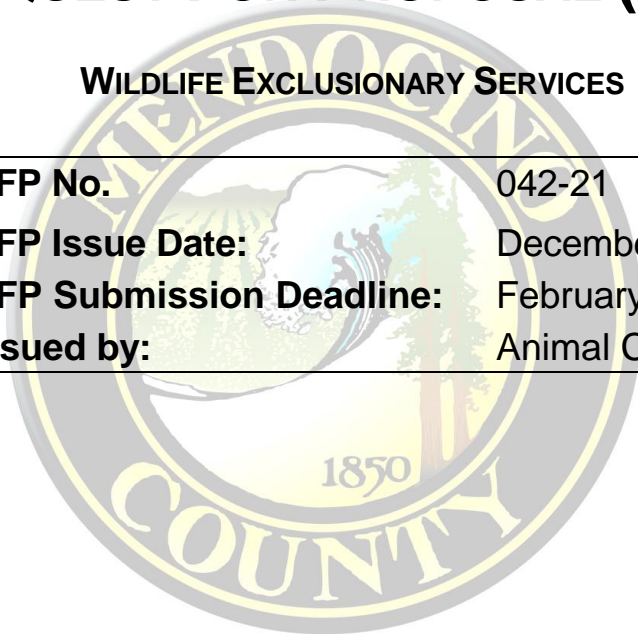 WILDLIFE EXCLUSIONARY SERVICES
FP No. 042-21
FP Issue Date: Decembe
FP Submission Deadline: February
ssued by: Animal C
MENDOCINO
1850
COUNTY